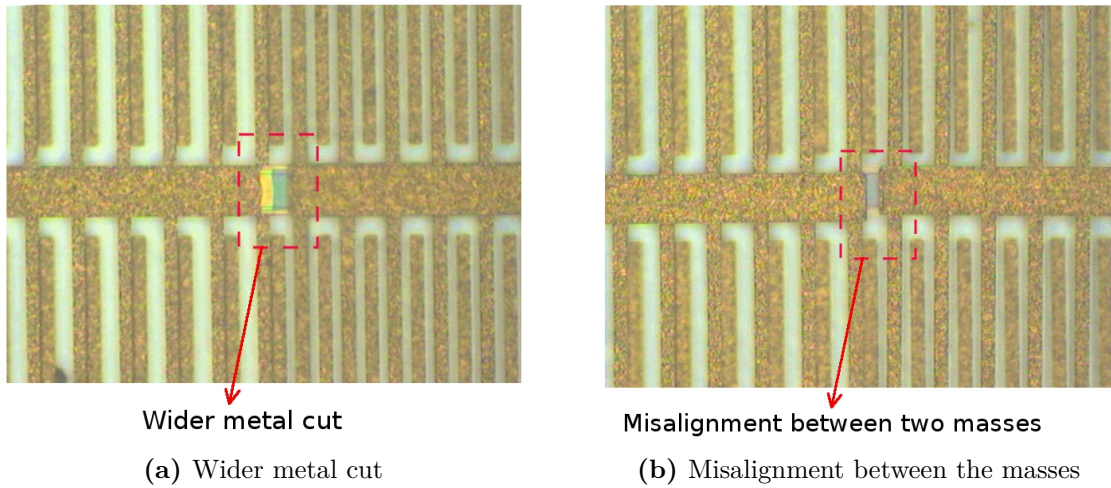 Wider metal cut
Misalignment between two masses
(a) Wider metal cut
(b) Misalignment between the masses